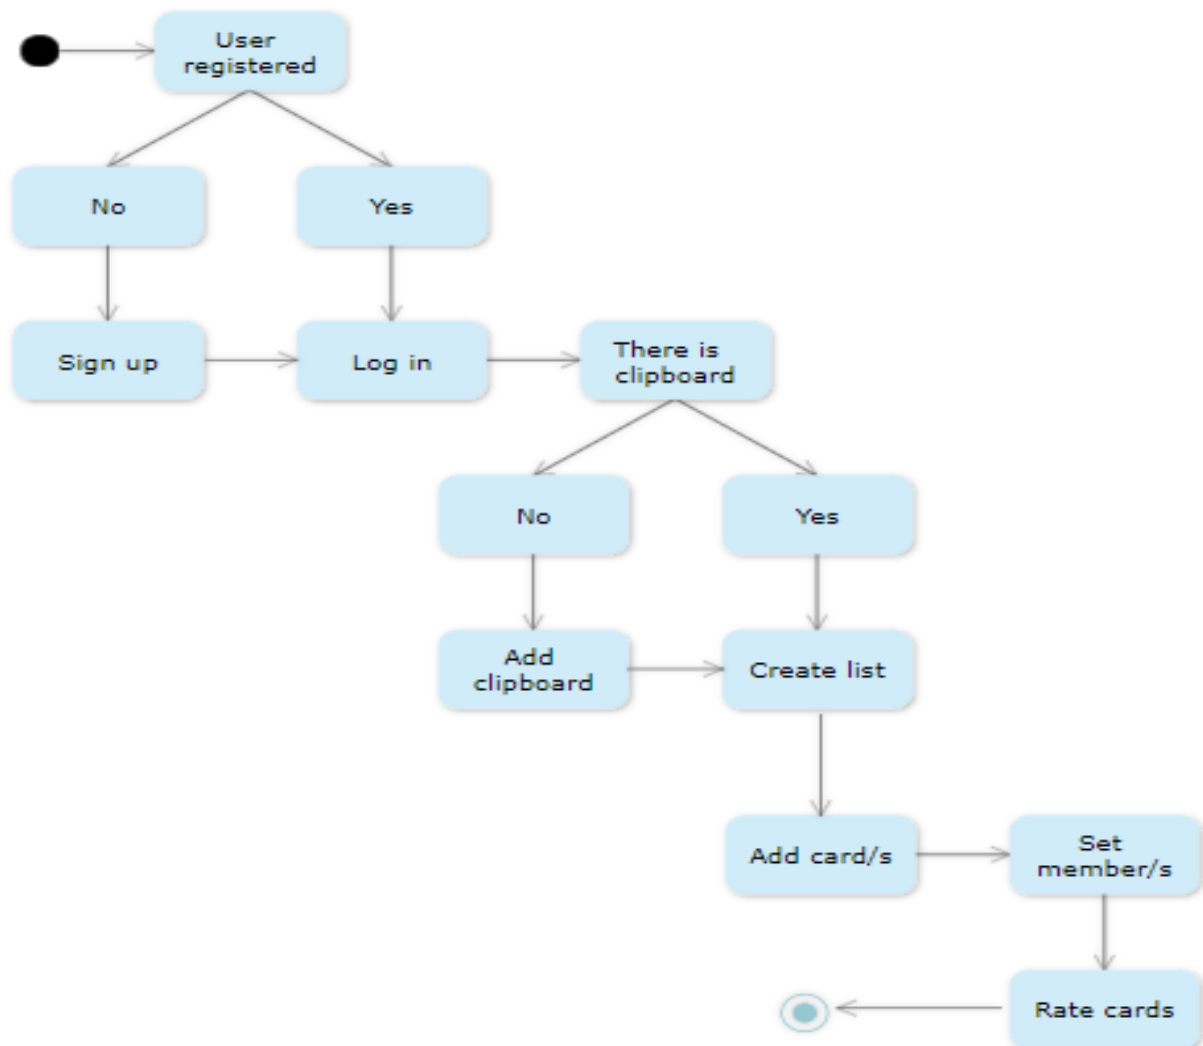 User
registered
No
Yes
Sign up
Log in
There is
clipboard
No
Yes
Add
clipboard
Create list
Add card/s
Set
member/s
Rate cards